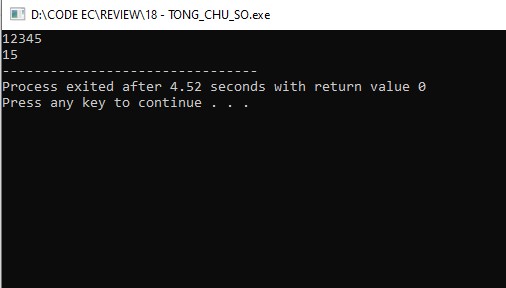 D:\CODE EC\REVIEW\18 - TONG_CHU_SO.exe
12345
15
--------------------------------
Process exited after 4.52 seconds with return value 0
Press any key to continue . . .